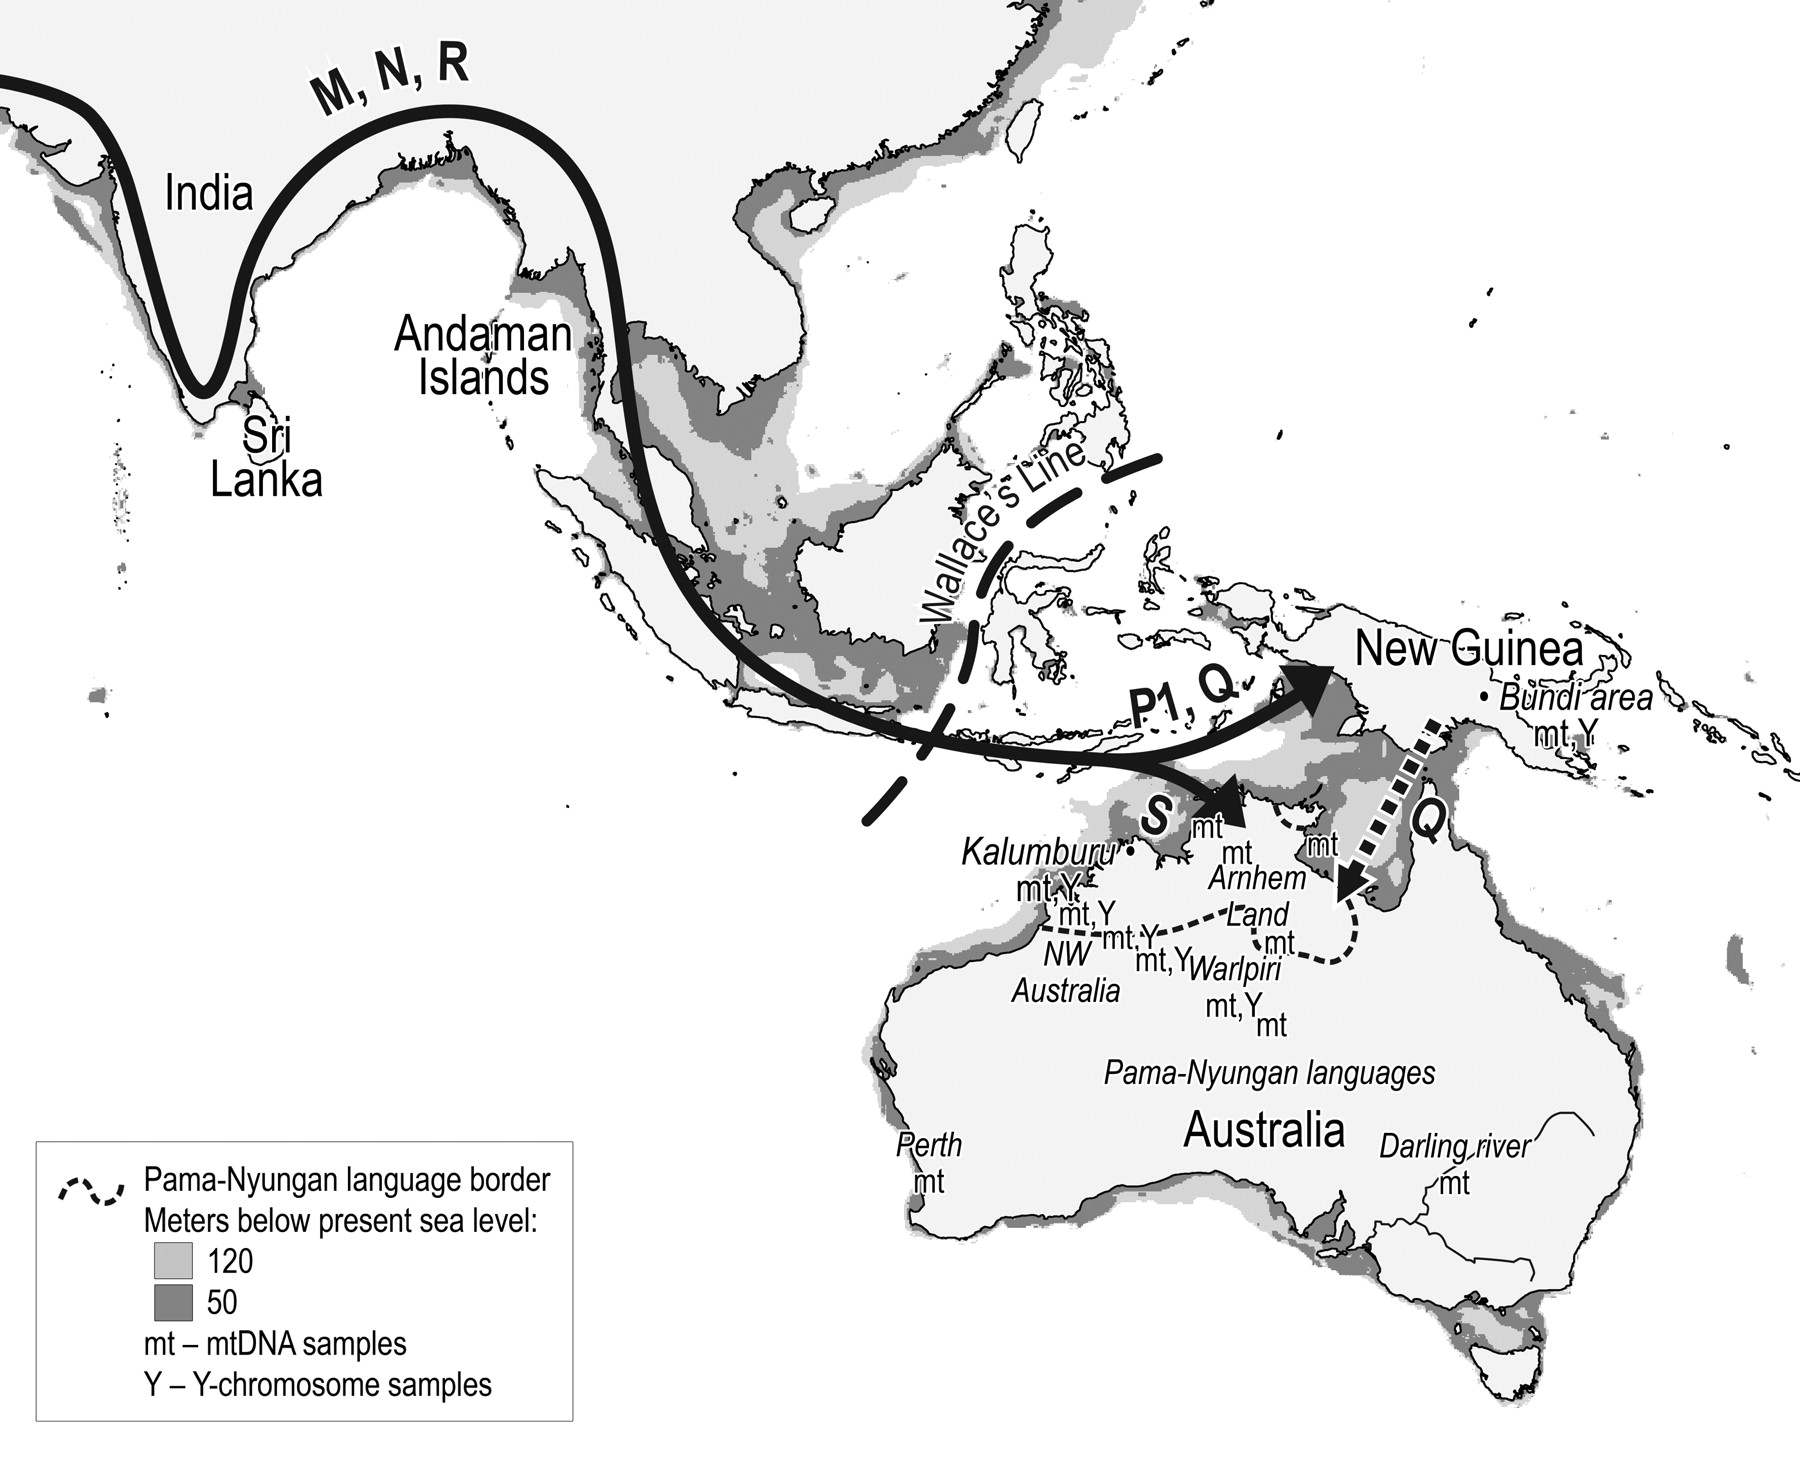 M, N, R
India
Andaman
Islands
Sri
Lanka
Wallace's Line
New Guinea
P1, Q
Bundi area
mt,Y
S
Q
mt
mt
mt
Kalumburu
mt,Y
mt,Y
Arnhem
Land
mt,Y
mt
NW
Australia
mt,Y
Warlpiri
mt,Y
mt
Pama-Nyungan languages
Australia
Perth
mt
Darling river
mt
Pama-Nyungan language border
Meters below present sea level:
120
50
mt – mtDNA samples
Y – Y-chromosome samples